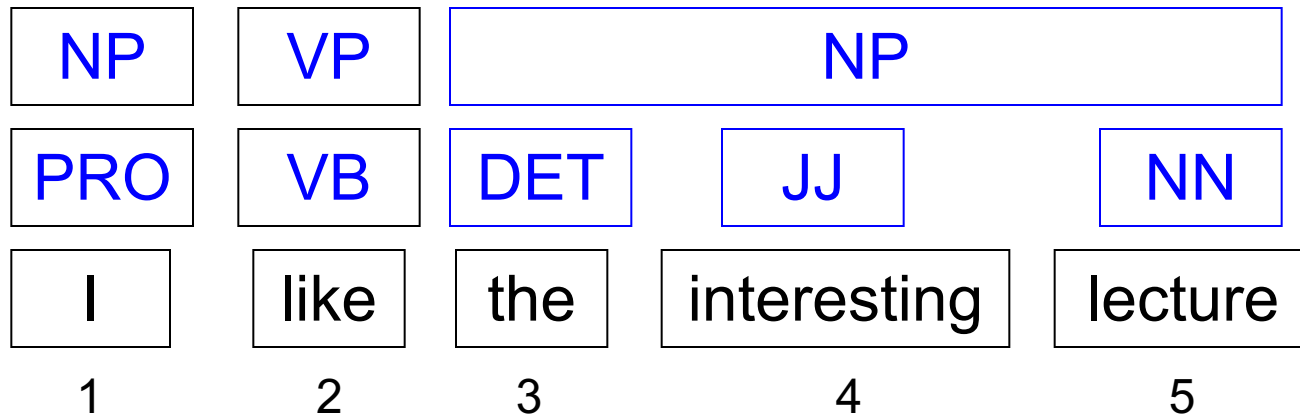 NP VP NP
PRO VB DET JJ NN
I like the interesting lecture
1 2 3 4 5